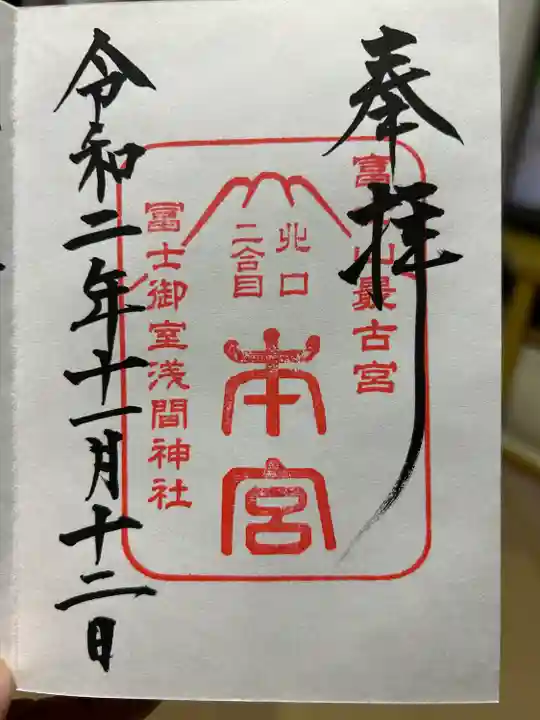 奉拝
冨士山最古宮
北口
二合目
本宮
冨士御室浅間神社
令和二年十一月十二日